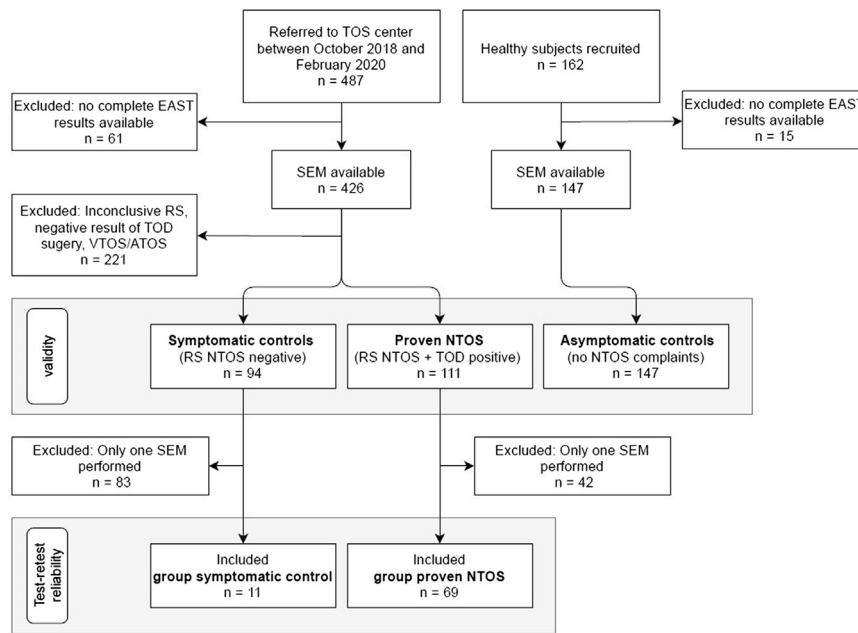 Referred to TOS center
between October 2018 and
February 2020
n = 487
Healthy subjects recruited
n = 162
Excluded: no complete EAST
results available
n = 61
Excluded: no complete EAST
results available
n = 15
SEM available
n = 426
SEM available
n = 147
Excluded: Inconclusive RS,
negative result of TOD
sugery, VTOS/ATOS
n = 221
validity
Symptomatic controls
(RS NTOS negative)
n = 94
Proven NTOS
(RS NTOS + TOD positive)
n = 111
Asymptomatic controls
(no NTOS complaints)
n = 147
Excluded: Only one SEM
performed
n = 83
Excluded: Only one SEM
performed
n = 42
Test-retest
reliability
Included
group symptomatic control
n = 11
Included
group proven NTOS
n = 69